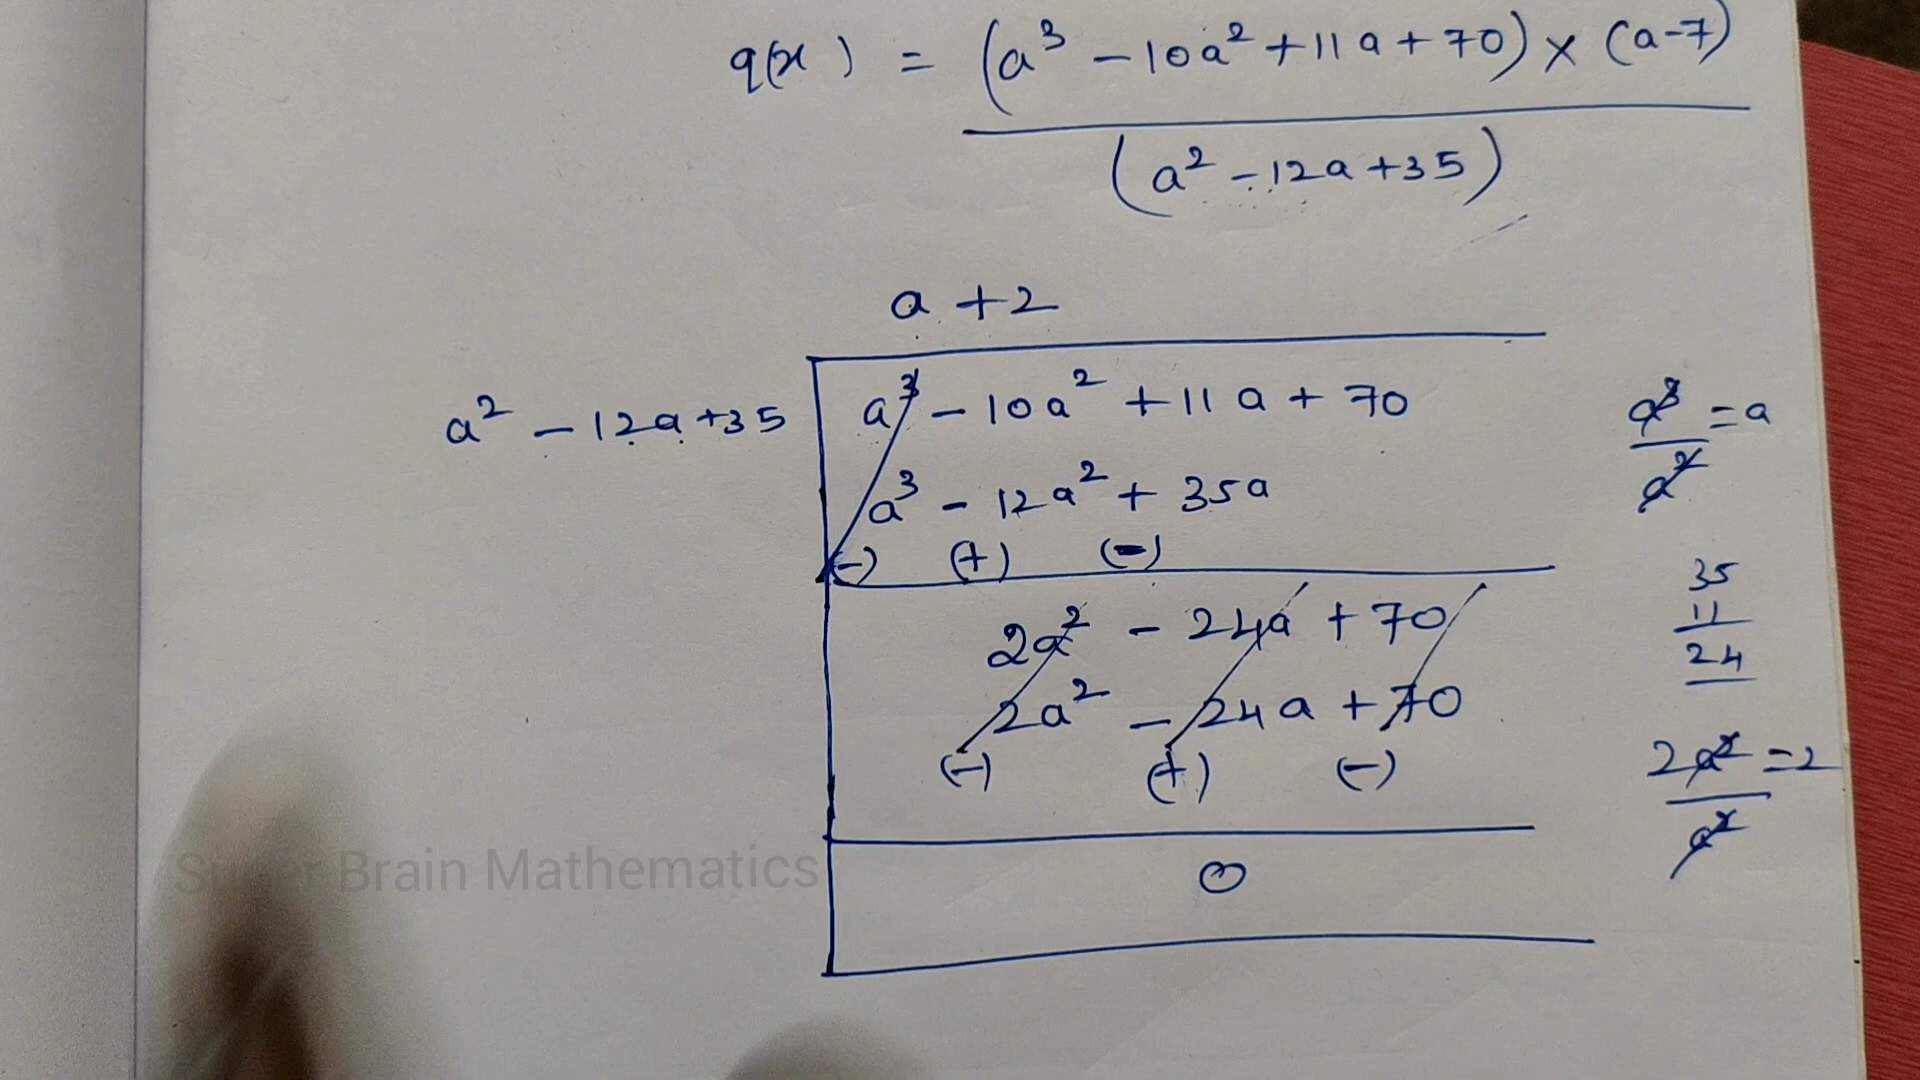 q(x) = (a³ - 10a² + 11a + 70) × (a-7)
(a² - 12a + 35)
a + 2
a² - 12a + 35
a³ - 10a² + 11a + 70
a³ - 12a² + 35a
(-) (+) (-)
2a² - 24a + 70
2a² - 24a + 70
(-) (+) (-)
0
a³ = a
a²
35
11
24
2a² = 2
a²
Super Brain Mathematics